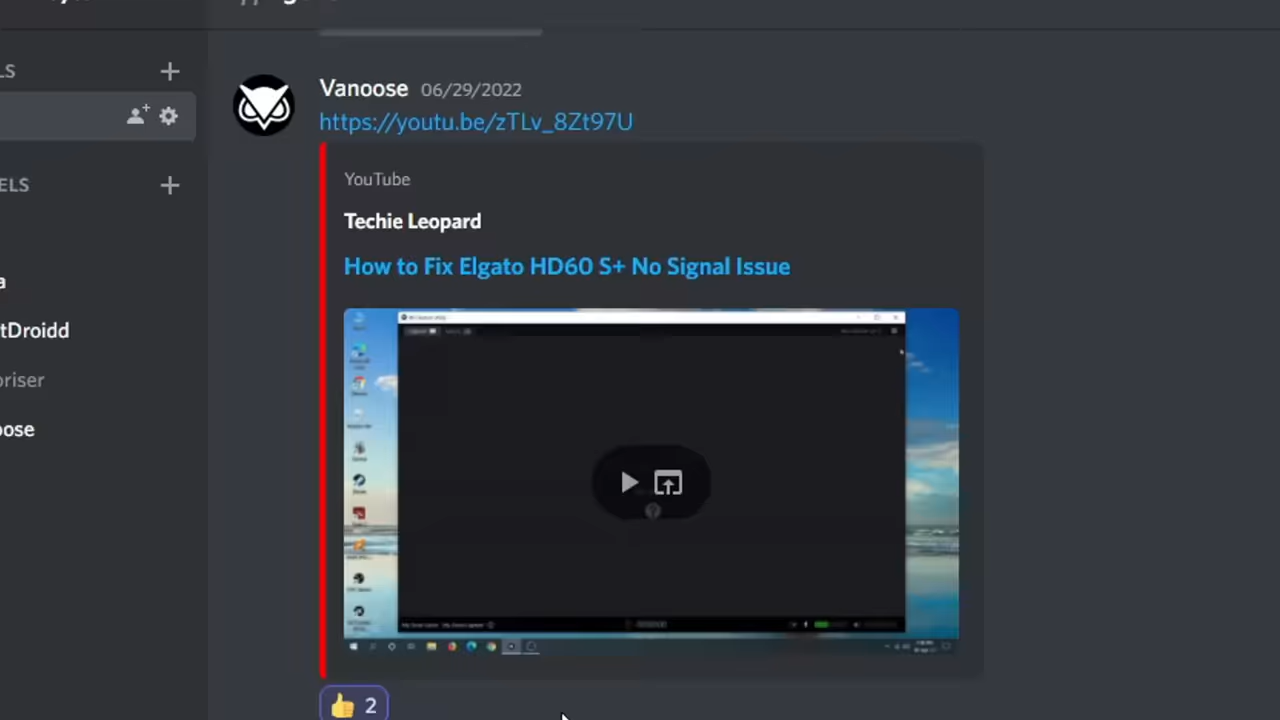 LS
Vanoose 06/29/2022
https://youtu.be/zTLv_8Zt97U
YouTube
ELS
Techie Leopard
How to Fix Elgato HD60 S+ No Signal Issue
a
tDroidd
oriser
oose
2